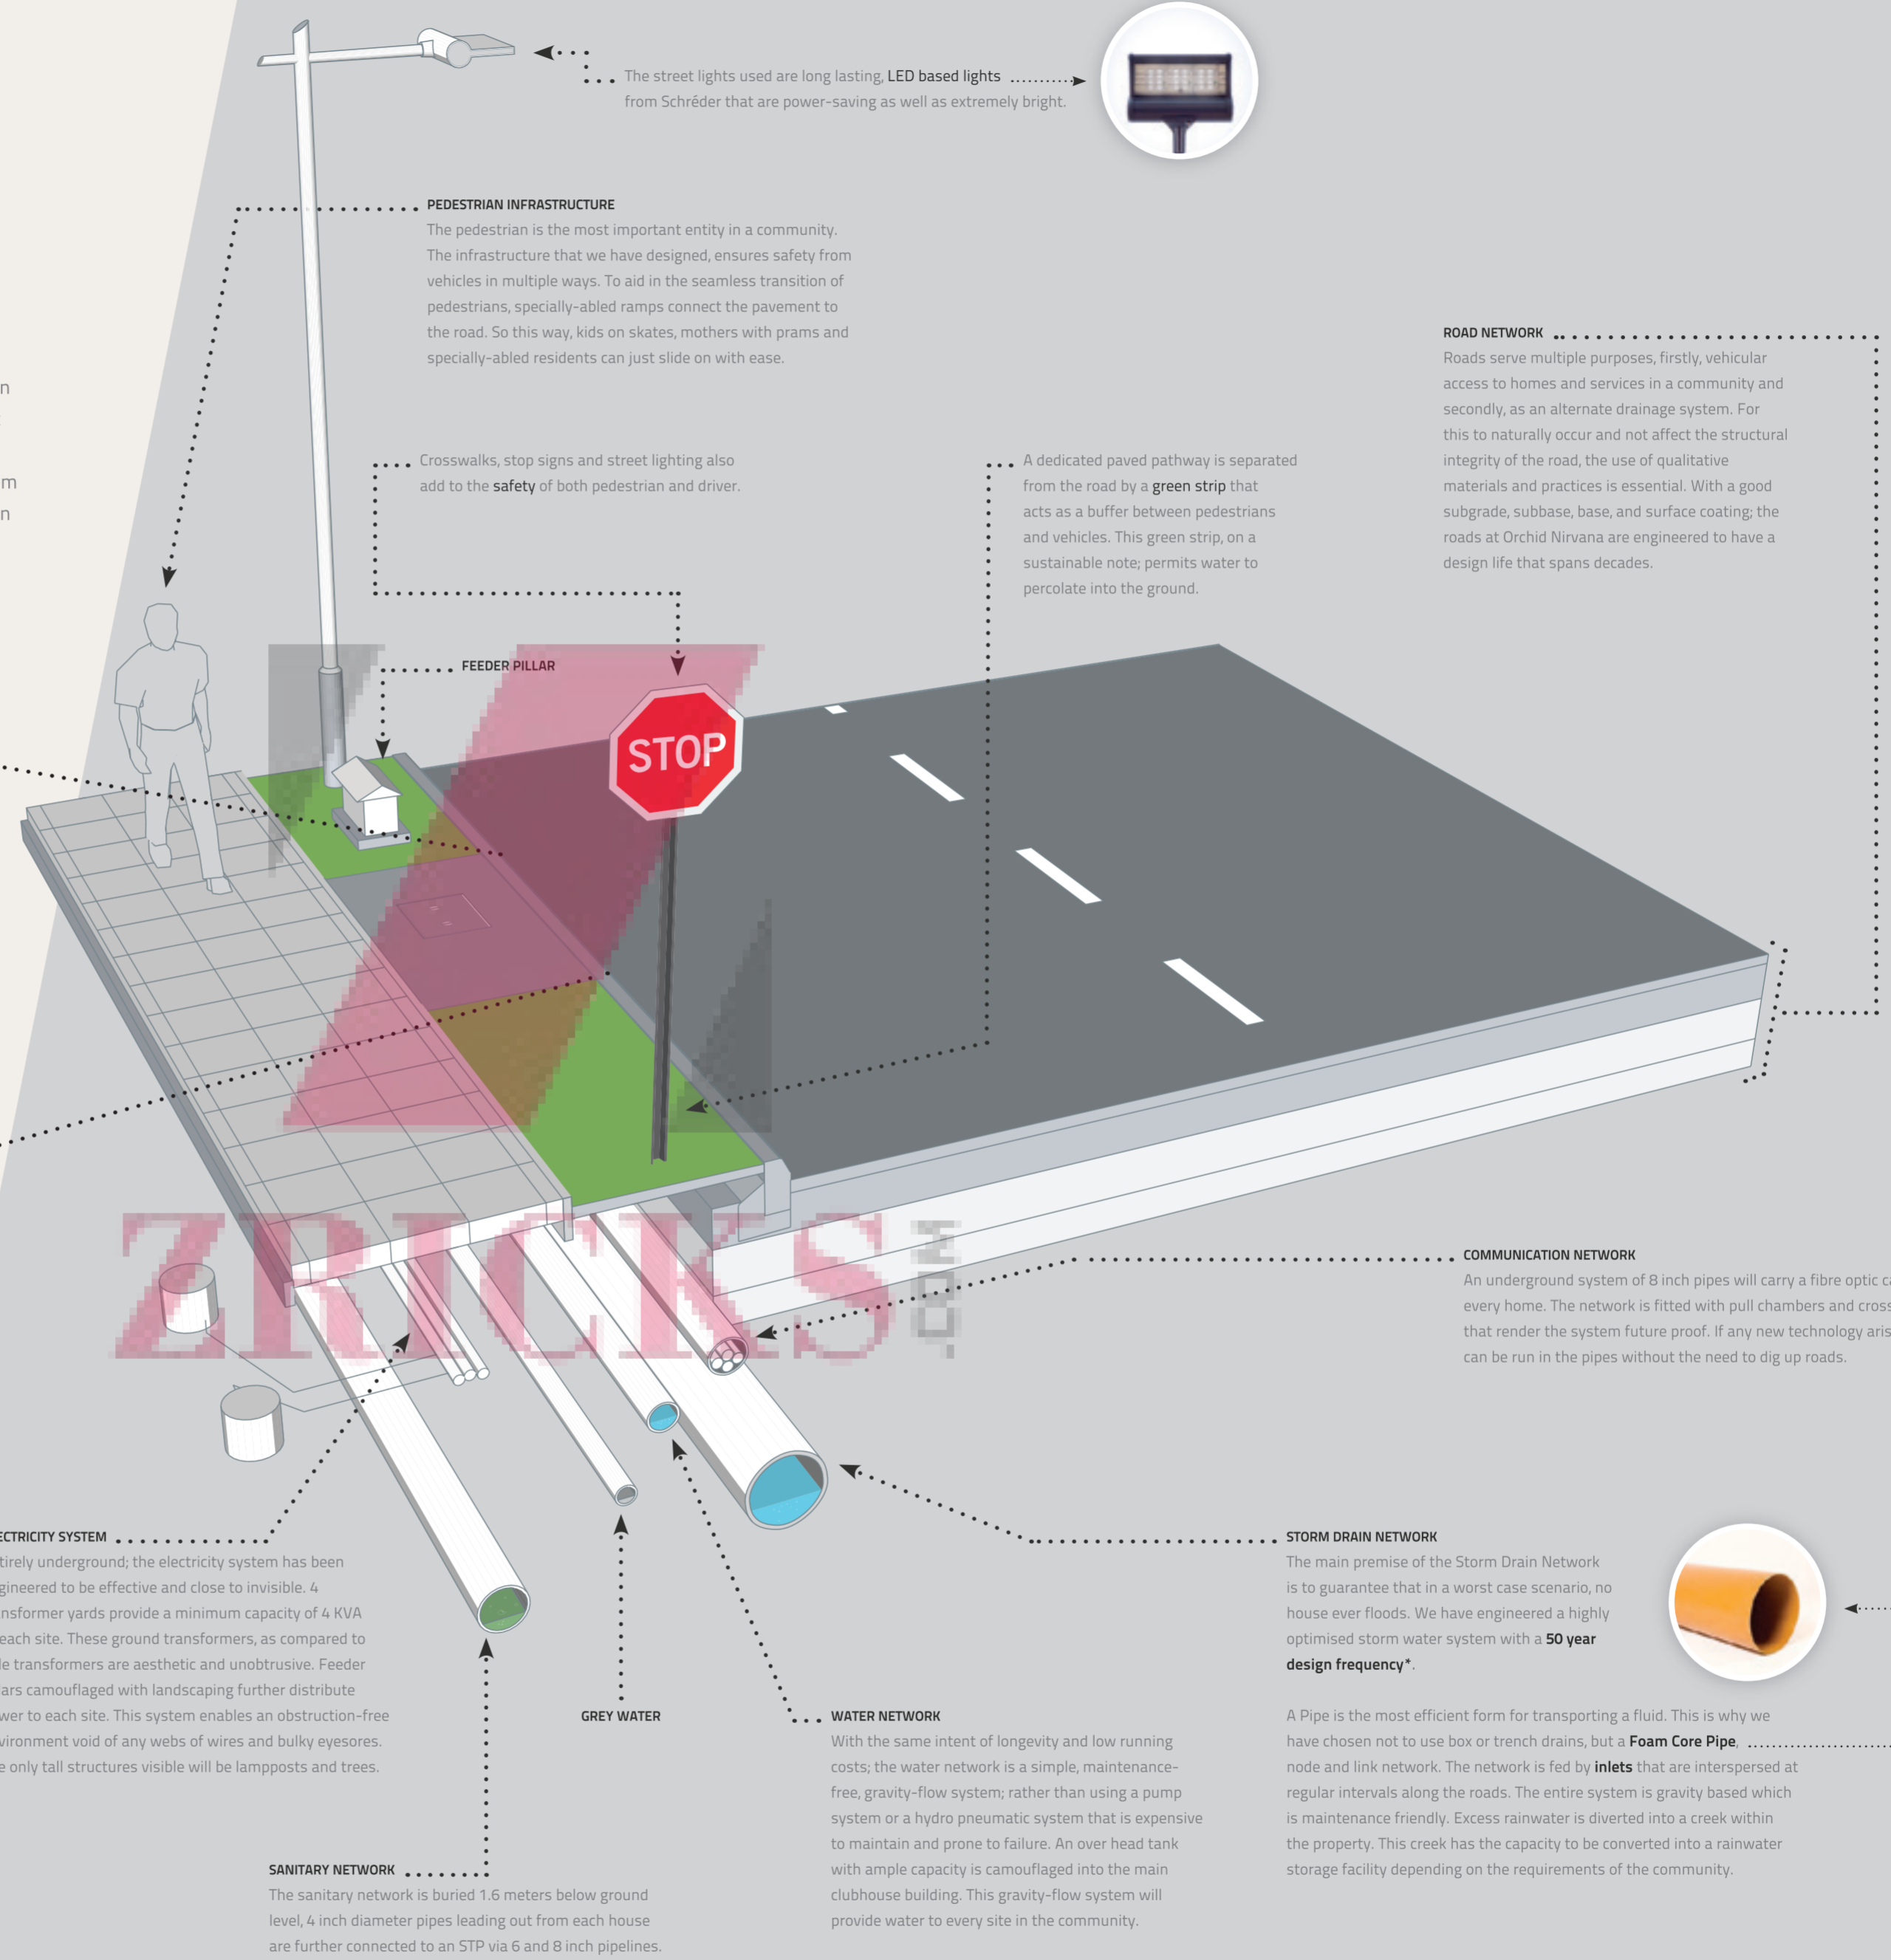 The street lights used are long lasting, LED based lights
from Schréder that are power-saving as well as extremely bright.
PEDESTRIAN INFRASTRUCTURE
The pedestrian is the most important entity in a community.
The infrastructure that we have designed, ensures safety from
vehicles in multiple ways. To aid in the seamless transition of
pedestrians, specially-abled ramps connect the pavement to
the road. So this way, kids on skates, mothers with prams and
specially-abled residents can just slide on with ease.
ROAD NETWORK
Roads serve multiple purposes, firstly, vehicular
access to homes and services in a community and
secondly, as an alternate drainage system. For
this to naturally occur and not affect the structural
integrity of the road, the use of qualitative
materials and practices is essential. With a good
subgrade, subbase, base, and surface coating; the
roads at Orchid Nirvana are engineered to have a
design life that spans decades.
n
m
n
Crosswalks, stop signs and street lighting also
add to the safety of both pedestrian and driver.
A dedicated paved pathway is separated
from the road by a green strip that
acts as a buffer between pedestrians
and vehicles. This green strip, on a
sustainable note; permits water to
percolate into the ground.
FEEDER PILLAR
STOP
ZRICKS
.COM
COMMUNICATION NETWORK
An underground system of 8 inch pipes will carry a fibre optic ca
every home. The network is fitted with pull chambers and cross
that render the system future proof. If any new technology aris
can be run in the pipes without the need to dig up roads.
ECTRICITY SYSTEM
tirely underground; the electricity system has been
gineered to be effective and close to invisible. 4
nsformer yards provide a minimum capacity of 4 KVA
each site. These ground transformers, as compared to
le transformers are aesthetic and unobtrusive. Feeder
lars camouflaged with landscaping further distribute
wer to each site. This system enables an obstruction-free
vironment void of any webs of wires and bulky eyesores.
e only tall structures visible will be lampposts and trees.
SANITARY NETWORK
The sanitary network is buried 1.6 meters below ground
level, 4 inch diameter pipes leading out from each house
are further connected to an STP via 6 and 8 inch pipelines.
GREY WATER
WATER NETWORK
With the same intent of longevity and low running
costs; the water network is a simple, maintenance-
free, gravity-flow system; rather than using a pump
system or a hydro pneumatic system that is expensive
to maintain and prone to failure. An over head tank
with ample capacity is camouflaged into the main
clubhouse building. This gravity-flow system will
provide water to every site in the community.
STORM DRAIN NETWORK
The main premise of the Storm Drain Network
is to guarantee that in a worst case scenario, no
house ever floods. We have engineered a highly
optimised storm water system with a 50 year
design frequency*.
A Pipe is the most efficient form for transporting a fluid. This is why we
have chosen not to use box or trench drains, but a Foam Core Pipe,
node and link network. The network is fed by inlets that are interspersed at
regular intervals along the roads. The entire system is gravity based which
is maintenance friendly. Excess rainwater is diverted into a creek within
the property. This creek has the capacity to be converted into a rainwater
storage facility depending on the requirements of the community.